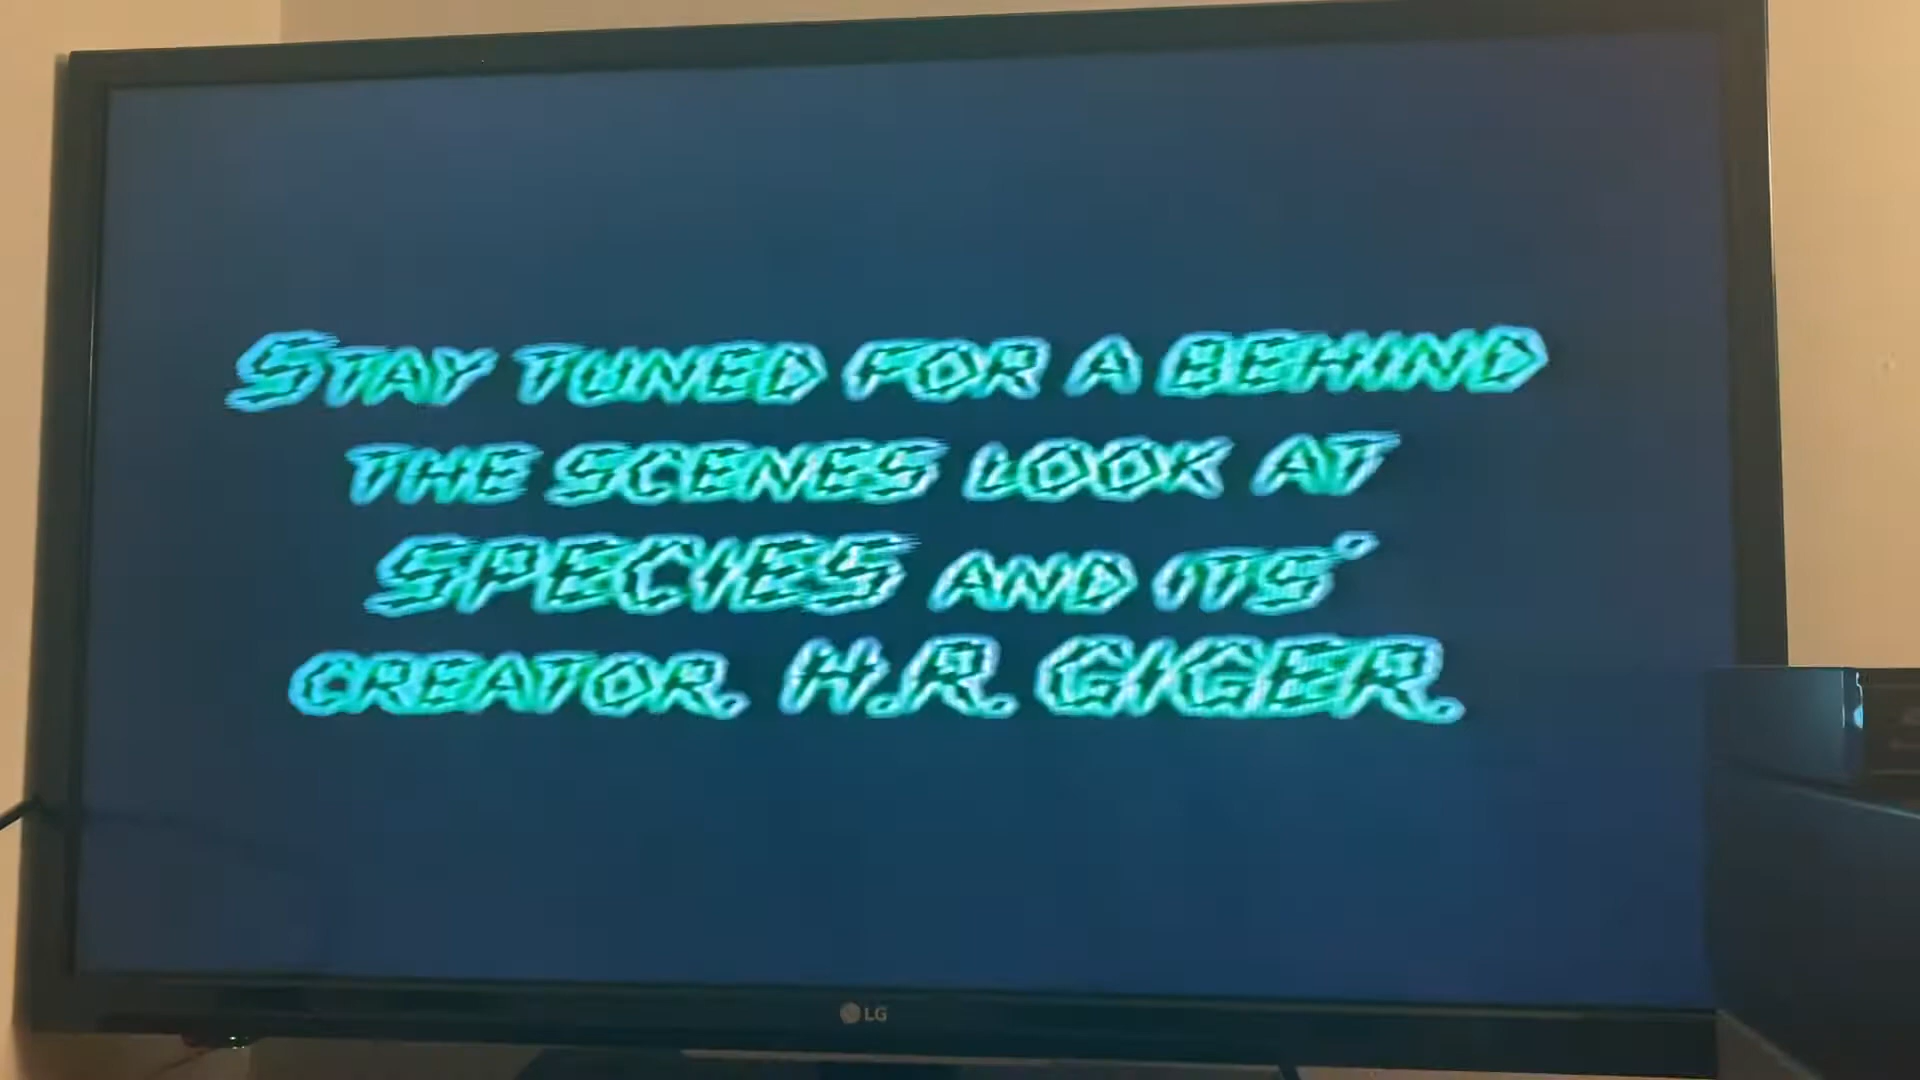 STAY TUNED FOR A BEHIND
THE SCENES LOOK AT
SPECIES AND ITS'
CREATOR, H.R. GIGER.
LG